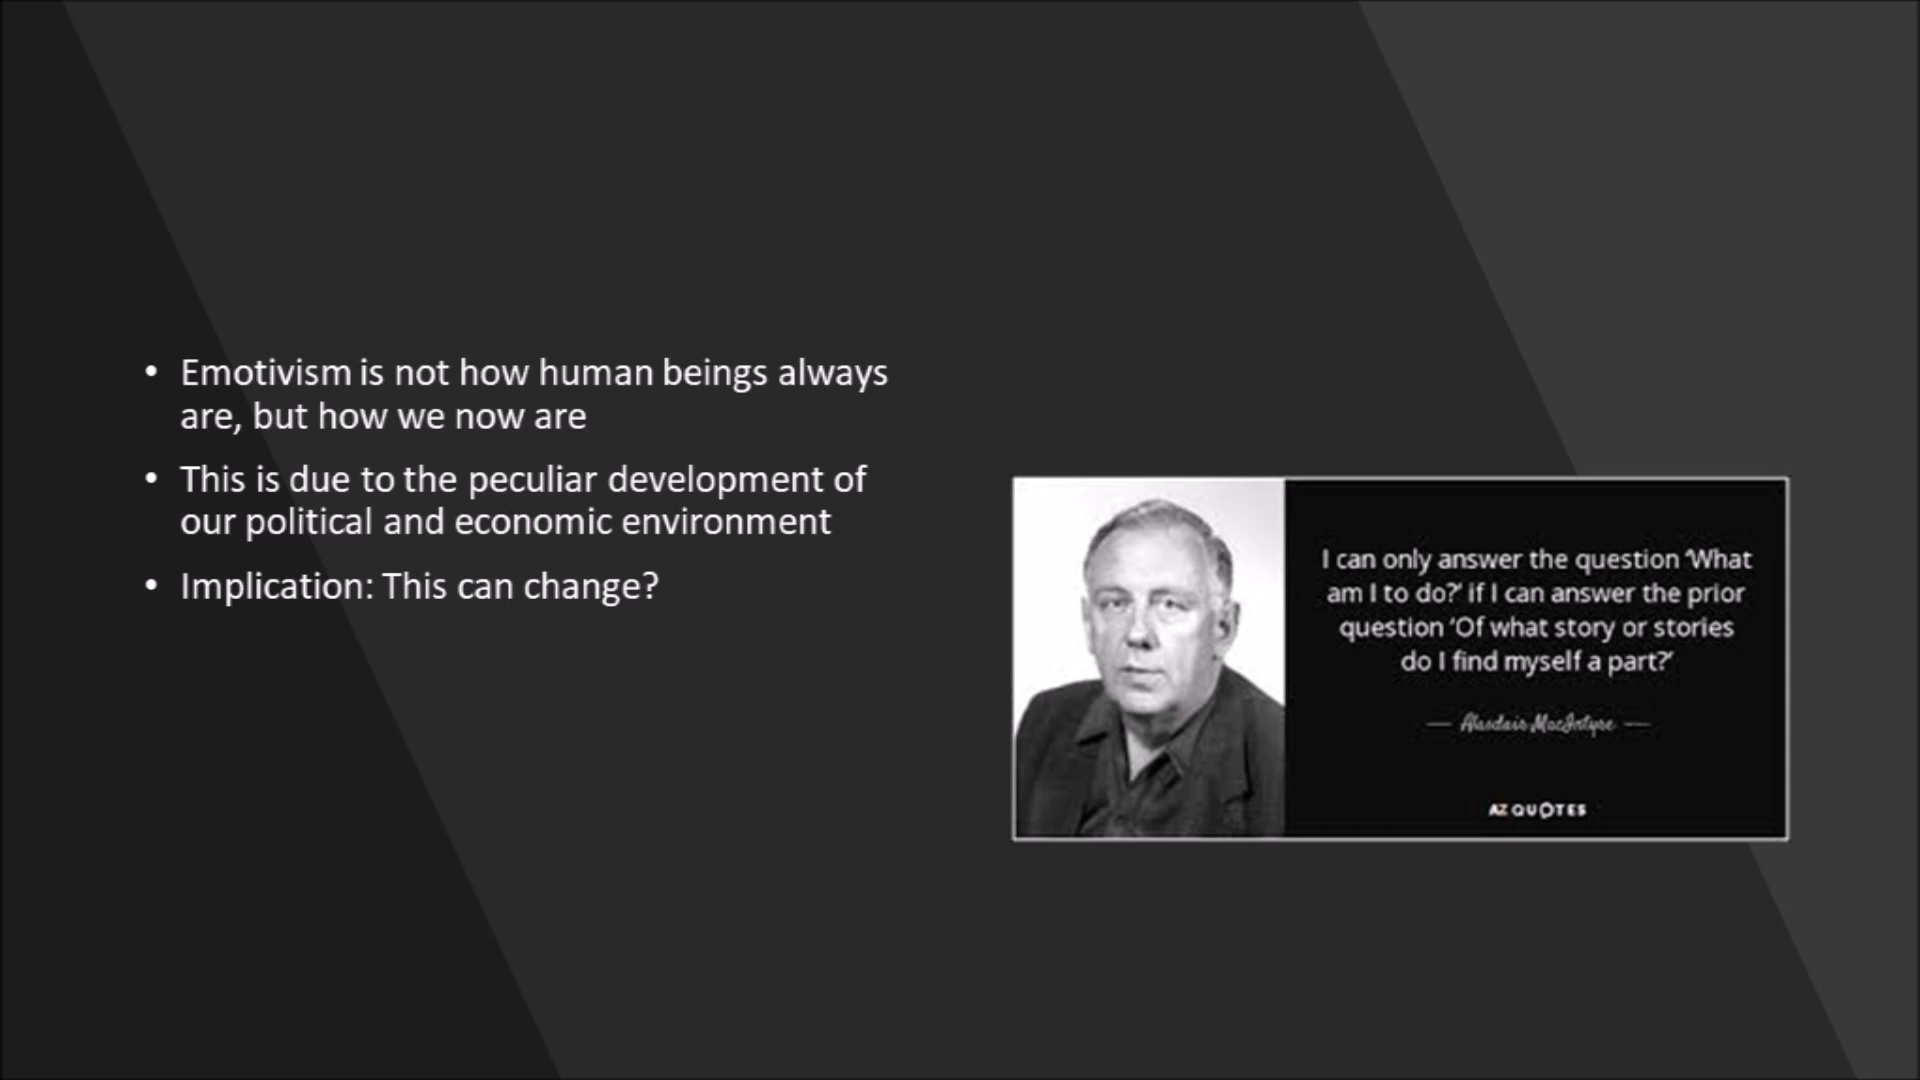 • Emotivism is not how human beings always
are, but how we now are
• This is due to the peculiar development of
our political and economic environment
• Implication: This can change?
I can only answer the question ‘What
am I to do?’ if I can answer the prior
question ‘Of what story or stories
do I find myself a part?’
— Alasdair MacIntyre —
AZ QUOTES